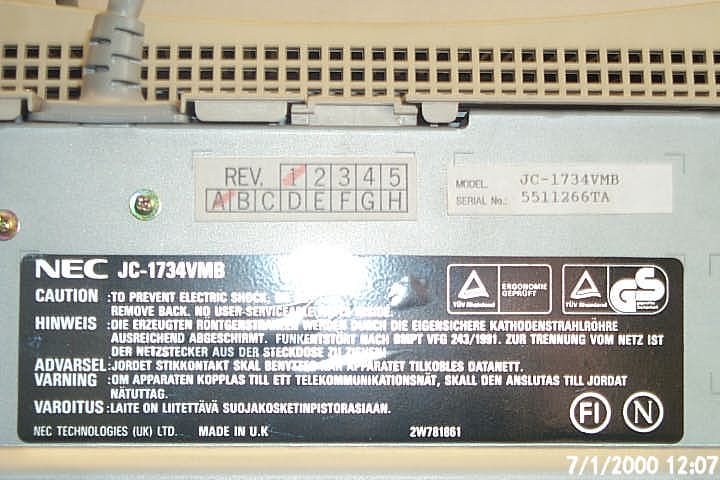 REV. 1 2 3 4 5
A B C D E F G H
MODEL. JC-1734VMB
SERIAL No.: 5511266TA
NEC JC-1734VMB
CAUTION :TO PREVENT ELECTRIC SHOCK,
REMOVE BACK. NO USER-SERVICEABLE INSIDE.
HINWEIS :DIE ERZEUGTEN RÖNTGENSTRAHLEN WERDEN DURCH DIE EIGENSICHERE KATHODENSTRAHLRÖHRE
AUSREICHEND ABGESCHIRMT. FUNKENTSTÖRT NACH BMPT VFG 243/1991. ZUR TRENNUNG VOM NETZ IST
DER NETZSTECKER AUS DER STECKDOSE ZU
ADVARSEL:JORDET STIKKONTAKT SKAL BENYTTES APPARATET TILKOBLES DATANETT.
VARNING :OM APPARATEN KOPPLAS TILL ETT TELEKOMMUNIKATIONSNÄT, SKALL DEN ANSLUTAS TILL JORDAT
NÄTUTTAG.
VAROITUS :LAITE ON LIITETTÄVÄ SUOJAKOSKETINPISTORASIAAN.
NEC TECHNOLOGIES (UK) LTD. MADE IN U.K 2W781861
TÜV Rheinland ERGONOMIE GEPRÜFT
TÜV Rheinland GS
FI N
7/1/2000 12:07